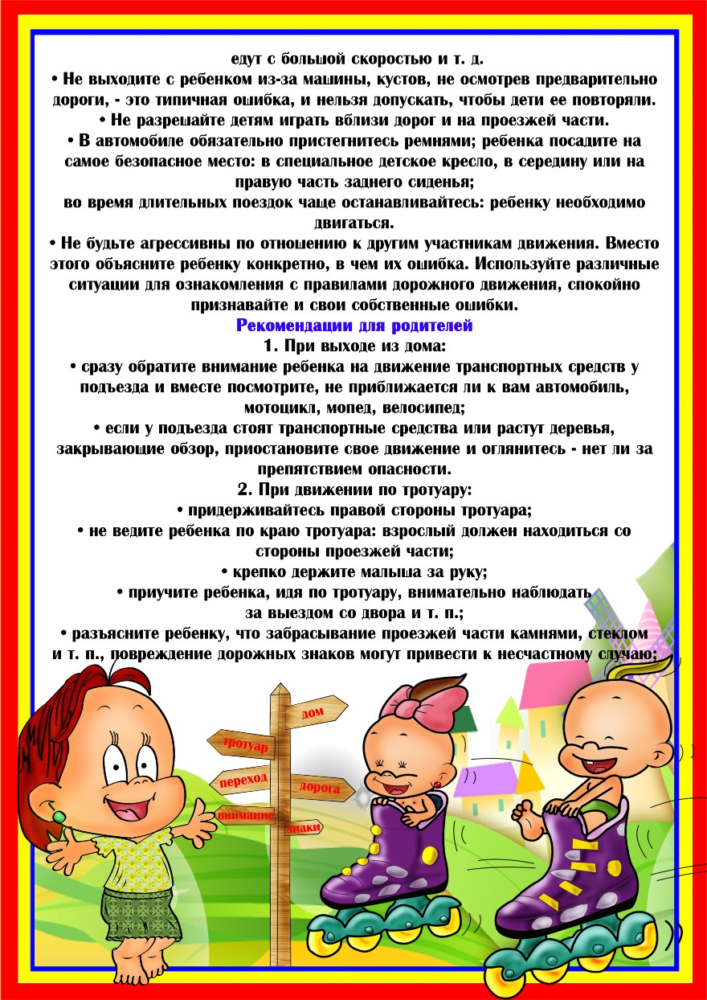 едут с большой скоростью и т. д.
• Не выходите с ребенком из-за машины, кустов, не осмотрев предварительно
дороги, - это типичная ошибка, и нельзя допускать, чтобы дети ее повторяли.
• Не разрешайте детям играть вблизи дорог и на проезжей части.
• В автомобиле обязательно пристегнитесь ремнями; ребенка посадите на
самое безопасное место: в специальное детское кресло, в середину или на
правую часть заднего сиденья;
во время длительных поездок чаще останавливайтесь: ребенку необходимо
двигаться.
• Не будьте агрессивны по отношению к другим участникам движения. Вместо
этого объясните ребенку конкретно, в чем их ошибка. Используйте различные
ситуации для ознакомления с правилами дорожного движения, спокойно
признавайте и свои собственные ошибки.
Рекомендации для родителей
1. При выходе из дома:
• сразу обратите внимание ребенка на движение транспортных средств у
подъезда и вместе посмотрите, не приближается ли к вам автомобиль,
мотоцикл, мопед, велосипед;
• если у подъезда стоят транспортные средства или растут деревья,
закрывающие обзор, приостановите свое движение и оглянитесь - нет ли за
препятствием опасности.
2. При движении по тротуару:
• придерживайтесь правой стороны тротуара;
• не ведите ребенка по краю тротуара: взрослый должен находиться со
стороны проезжей части;
• крепко держите малыша за руку;
• приучите ребенка, идя по тротуару, внимательно наблюдать
за выездом со двора и т. п.;
• разъясните ребенку, что забрасывание проезжей части камнями, стеклом
и т. п., повреждение дорожных знаков могут привести к несчастному случаю;
дом
тротуар
переход
дорога
внимание
знаки